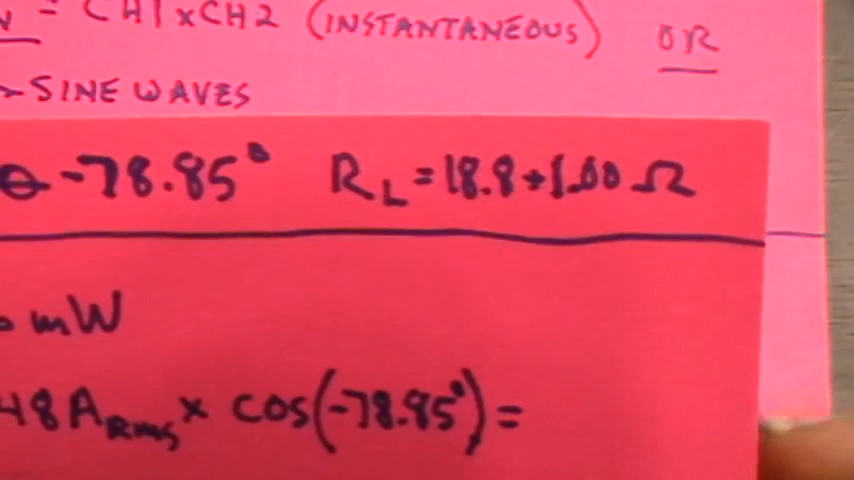 = CH1 x CH2 (INSTANTANEOUS) OR
~ SINE WAVES
θ -78.85° RL = 18.8 + 1.00 Ω
mW
48 ARMS x cos(-78.85°) =